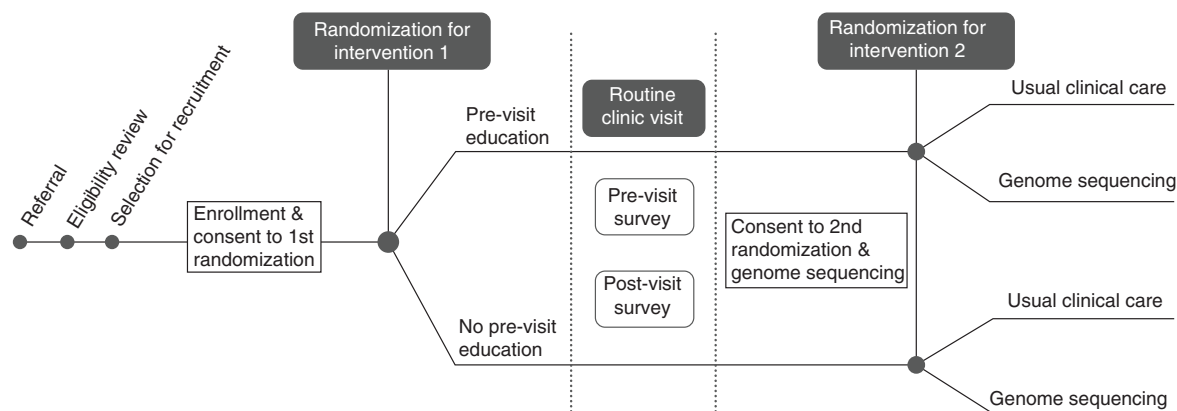 Randomization for
intervention 1
Randomization for
intervention 2
Referral
Eligibility review
Selection for recruitment
Enrollment &
consent to 1st
randomization
Pre-visit
education
No pre-visit
education
Routine
clinic visit
Pre-visit
survey
Post-visit
survey
Consent to 2nd
randomization &
genome sequencing
Usual clinical care
Genome sequencing
Usual clinical care
Genome sequencing